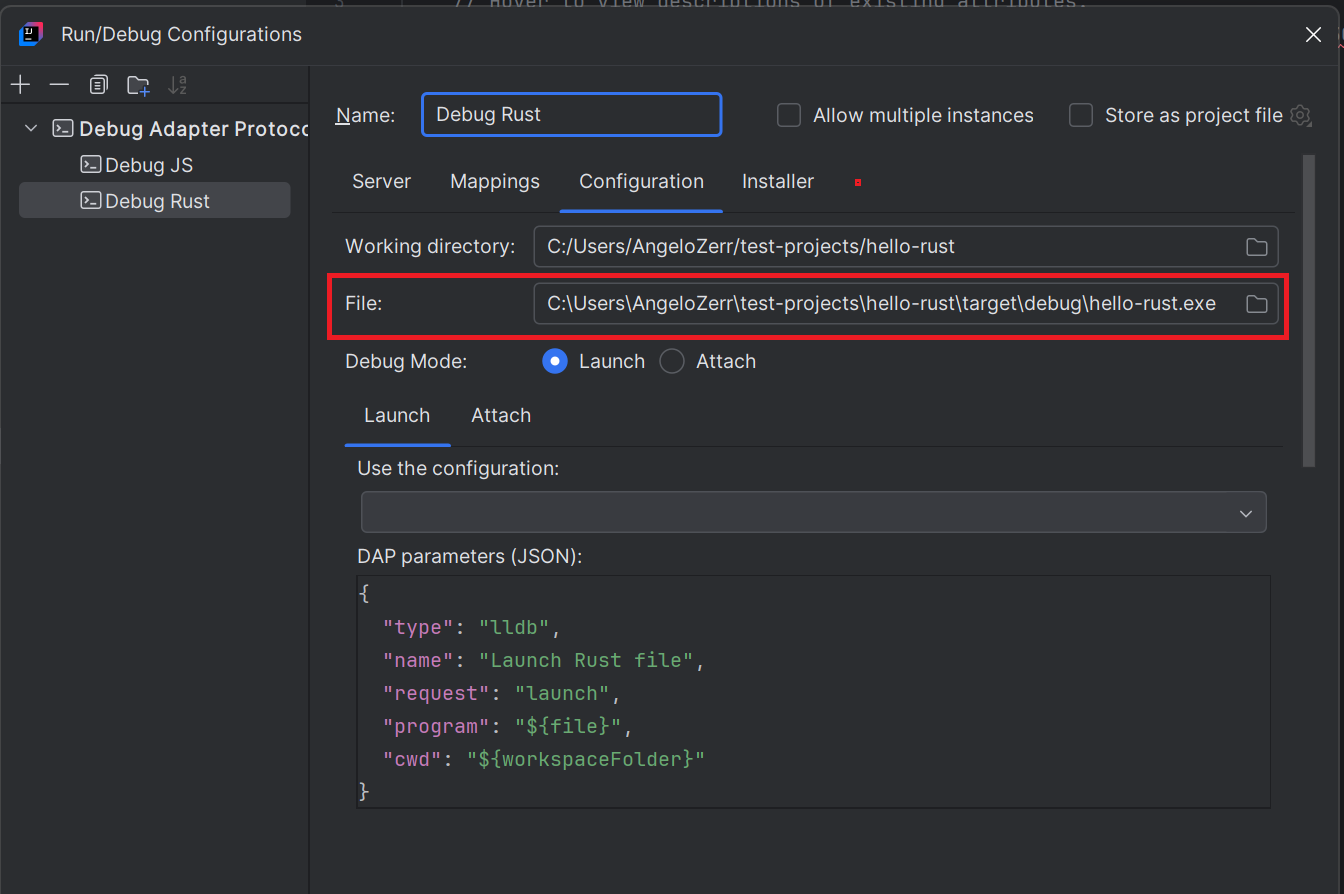 3 // Hover to view descriptions of existing attributes.
Run/Debug Configurations
Name: Debug Rust Allow multiple instances Store as project file
Debug Adapter Protoco
Debug JS
Debug Rust
Server Mappings Configuration Installer
Working directory: C:/Users/AngeloZerr/test-projects/hello-rust
File: C:\Users\AngeloZerr\test-projects\hello-rust\target\debug\hello-rust.exe
Debug Mode: Launch Attach
Launch Attach
Use the configuration:
DAP parameters (JSON):
{
"type": "lldb",
"name": "Launch Rust file",
"request": "launch",
"program": "${file}",
"cwd": "${workspaceFolder}"
}